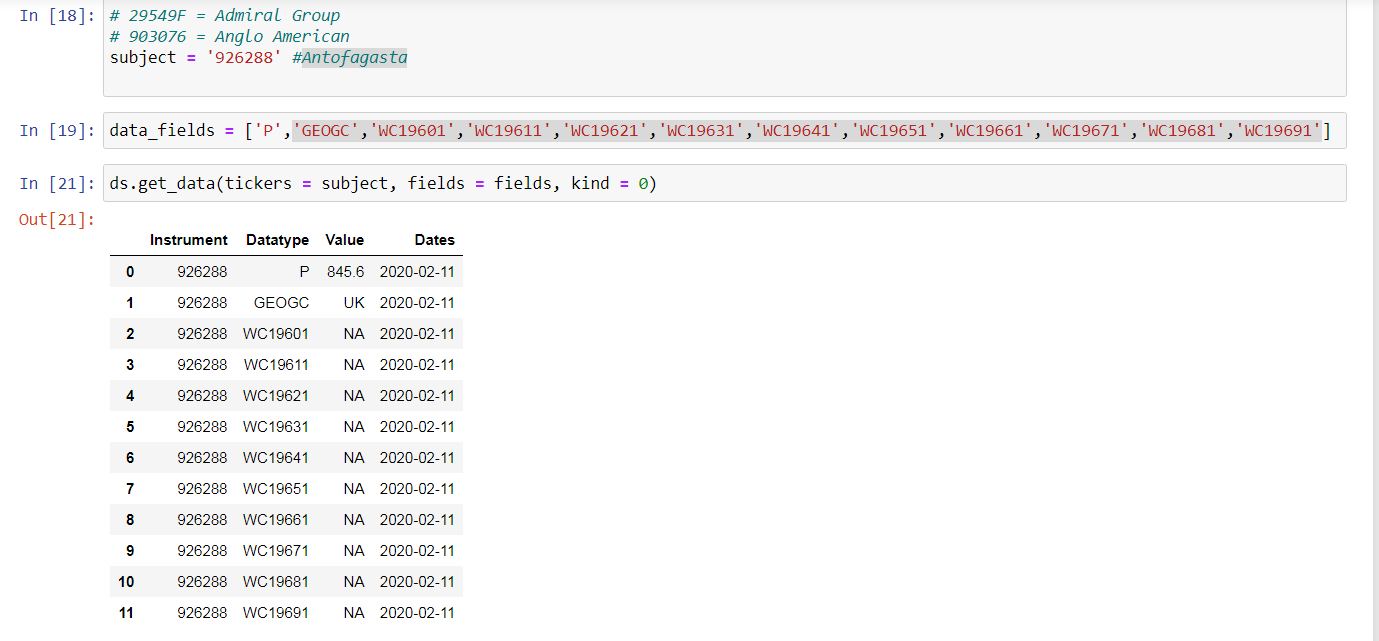 In [18]: # 29549F = Admiral Group
# 903076 = Anglo American
subject = '926288' #Antofagasta
In [19]: data_fields = ['P','GEOGC','WC19601','WC19611','WC19621','WC19631','WC19641','WC19651','WC19661','WC19671','WC19681','WC19691']
In [21]: ds.get_data(tickers = subject, fields = fields, kind = 0)
Out[21]:
Instrument Datatype Value Dates
0 926288 P 845.6 2020-02-11
1 926288 GEOGC UK 2020-02-11
2 926288 WC19601 NA 2020-02-11
3 926288 WC19611 NA 2020-02-11
4 926288 WC19621 NA 2020-02-11
5 926288 WC19631 NA 2020-02-11
6 926288 WC19641 NA 2020-02-11
7 926288 WC19651 NA 2020-02-11
8 926288 WC19661 NA 2020-02-11
9 926288 WC19671 NA 2020-02-11
10 926288 WC19681 NA 2020-02-11
11 926288 WC19691 NA 2020-02-11